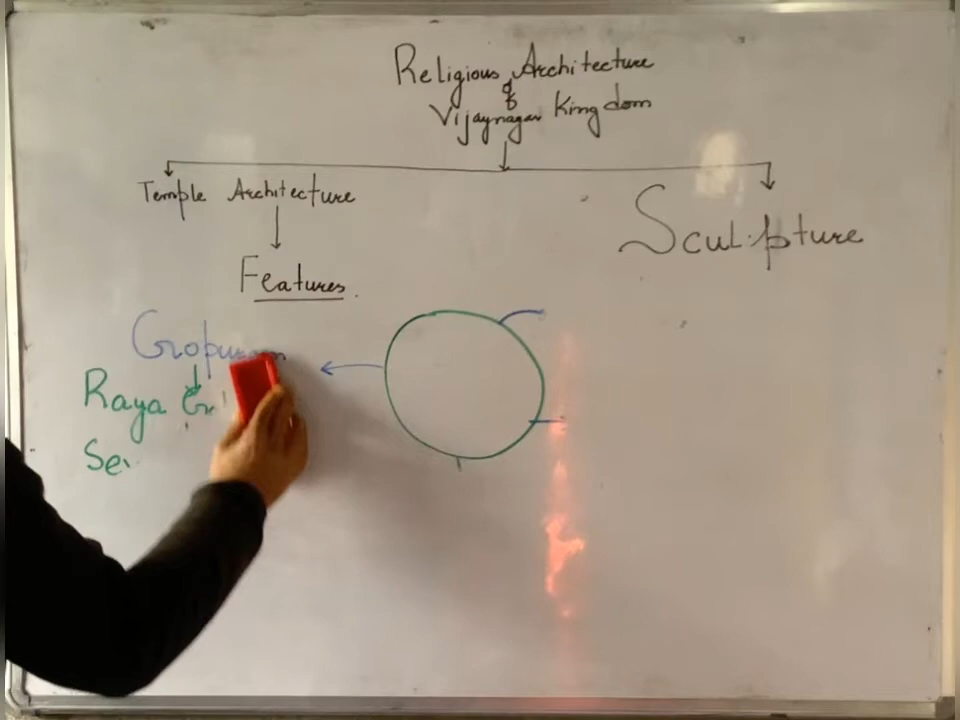 Religious Architecture
of
Vijaynagar Kingdom
Temple Architecture
Sculpture
Features.
Raya